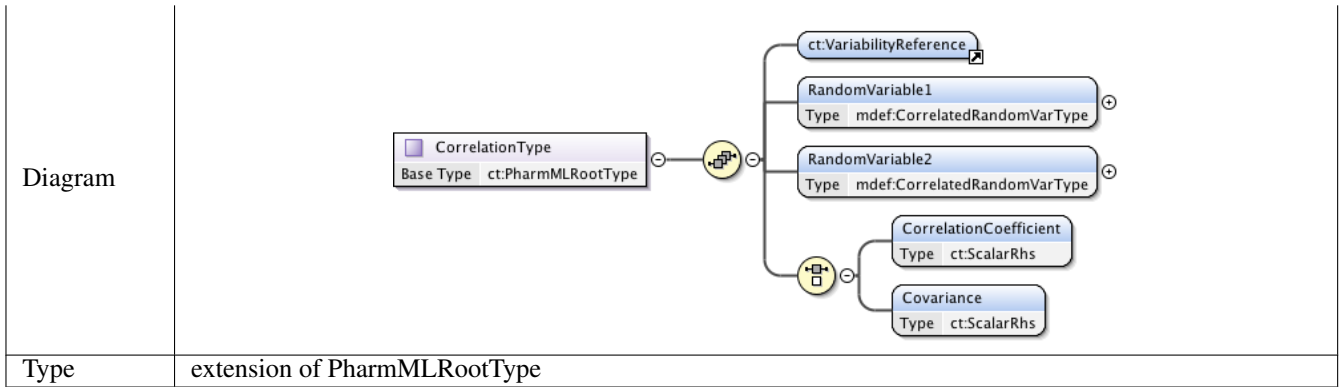 Diagram
ct:VariabilityReference
RandomVariable1
Type mdef:CorrelatedRandomVarType
CorrelationType
Base Type ct:PharmMLRootType
RandomVariable2
Type mdef:CorrelatedRandomVarType
CorrelationCoefficient
Type ct:ScalarRhs
Covariance
Type ct:ScalarRhs
Type extension of PharmMLRootType